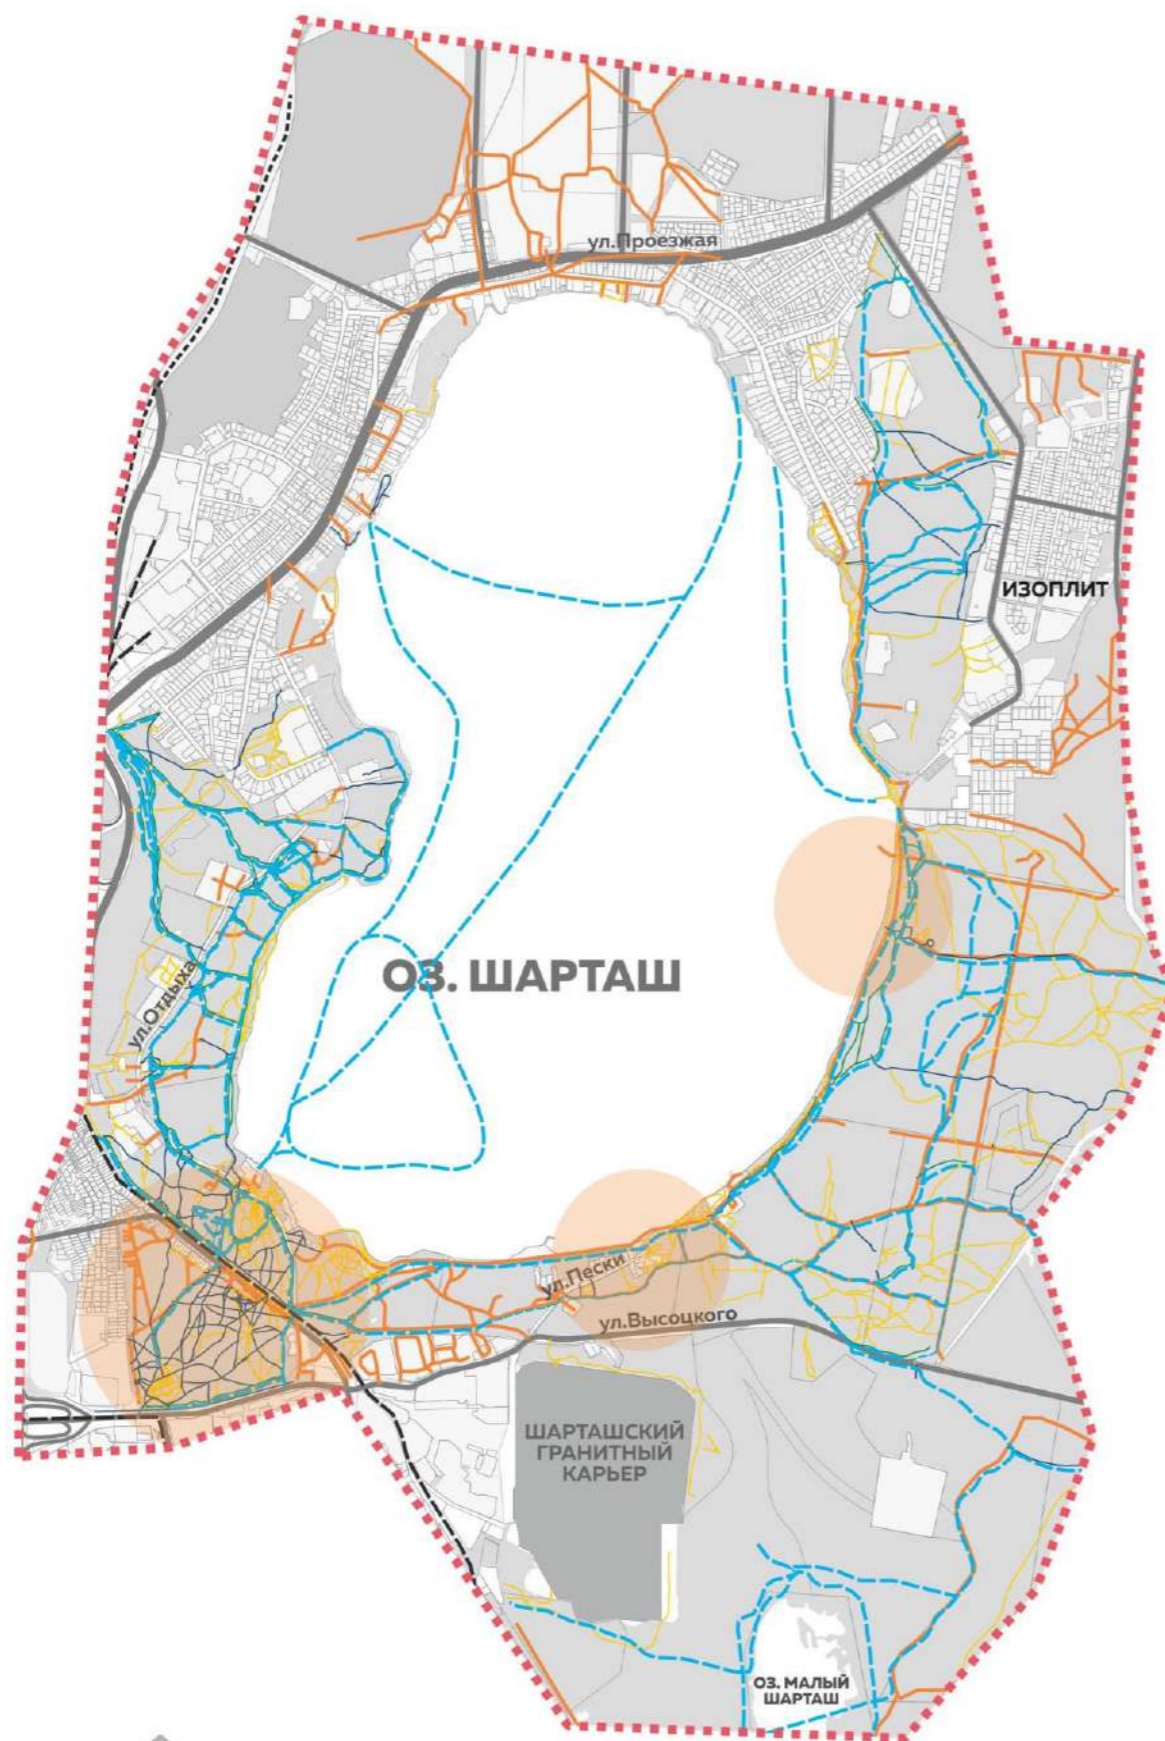 ул.Проезжая
ИЗОПЛИТ
ОЗ. ШАРТАШ
ул.Отдыха
ул.Пески
ул.Высоцкого
ШАРТАШСКИЙ
ГРАНИТНЫЙ
КАРЬЕР
ОЗ. МАЛЫЙ
ШАРТАШ